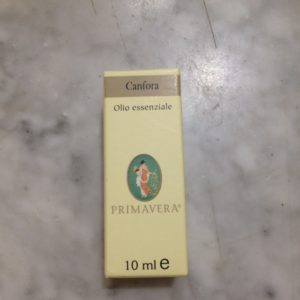 Canfora
Olio essenziale
PRIMAVERA®
10 ml e